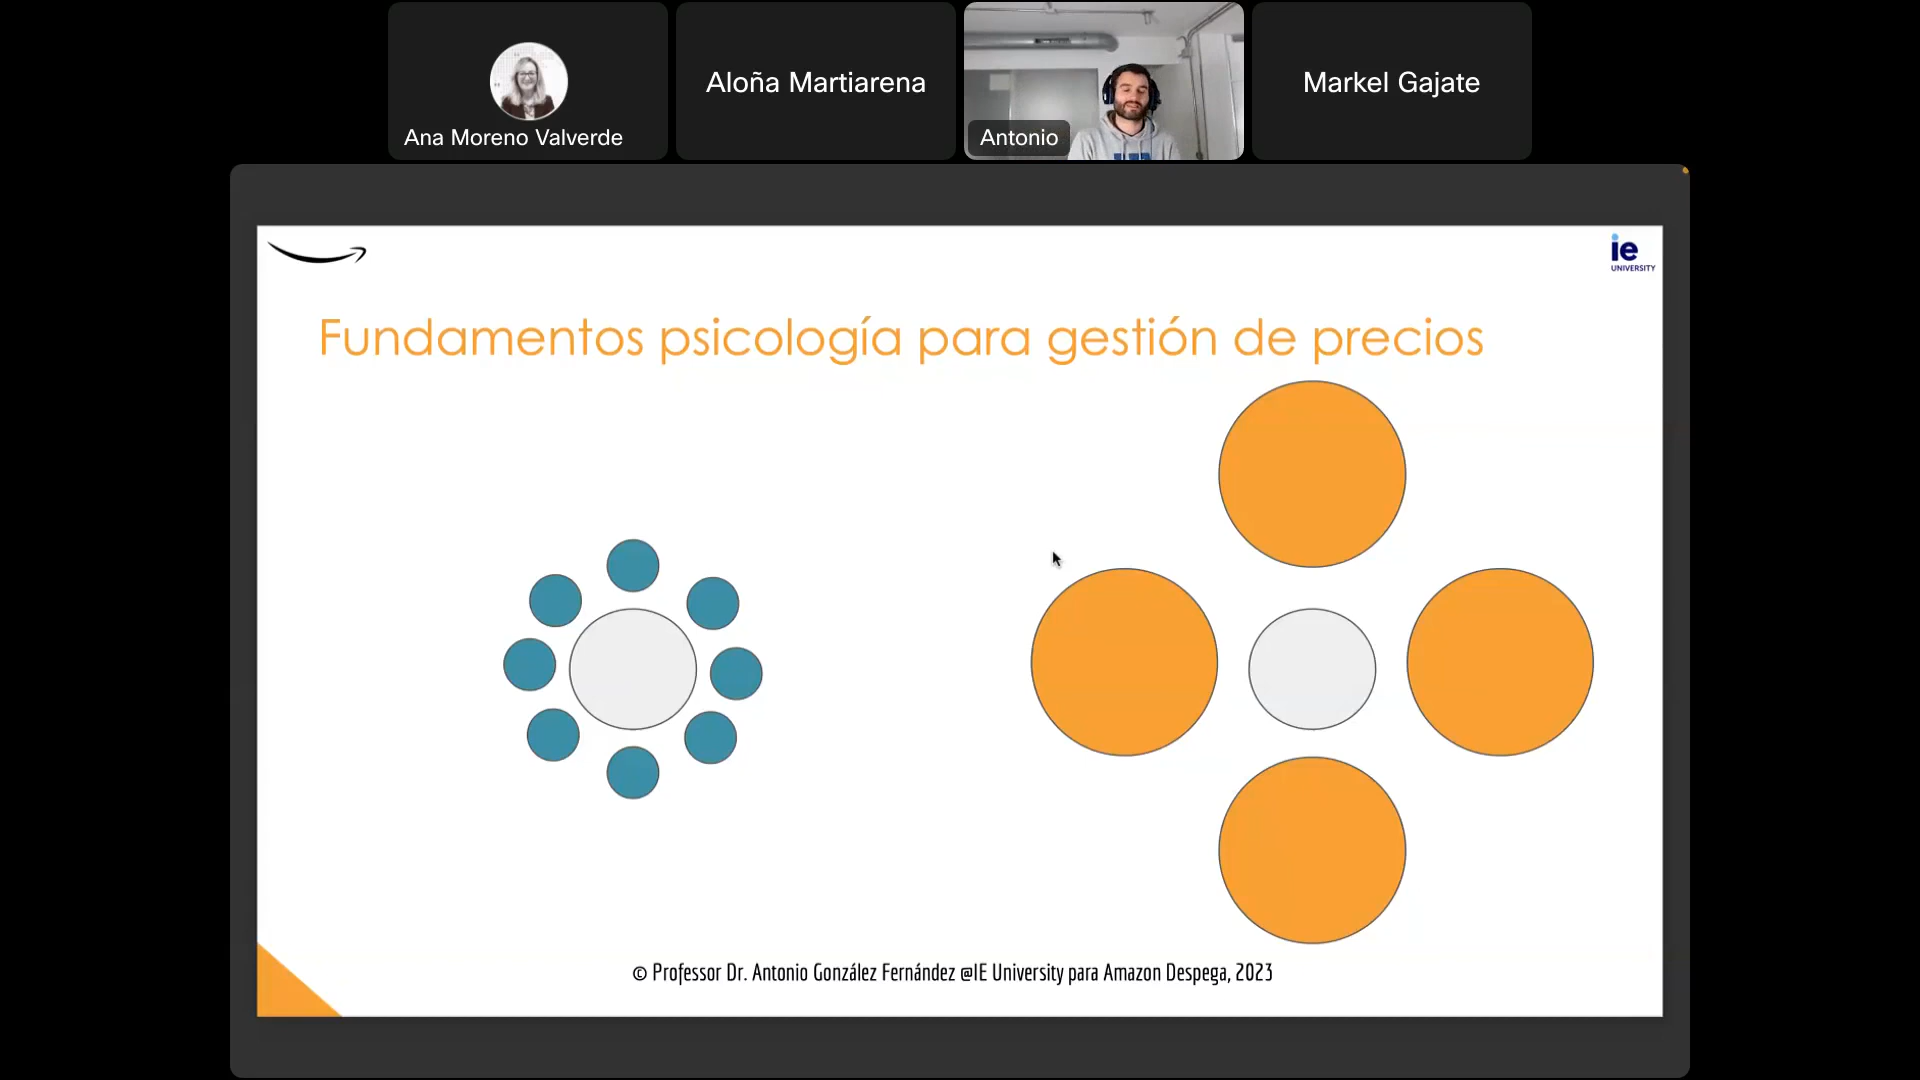 Ana Moreno Valverde
Aloña Martiarena
Antonio
Markel Gajate
ie
UNIVERSITY
Fundamentos psicología para gestión de precios
© Professor Dr. Antonio González Fernández @IE University para Amazon Despega, 2023